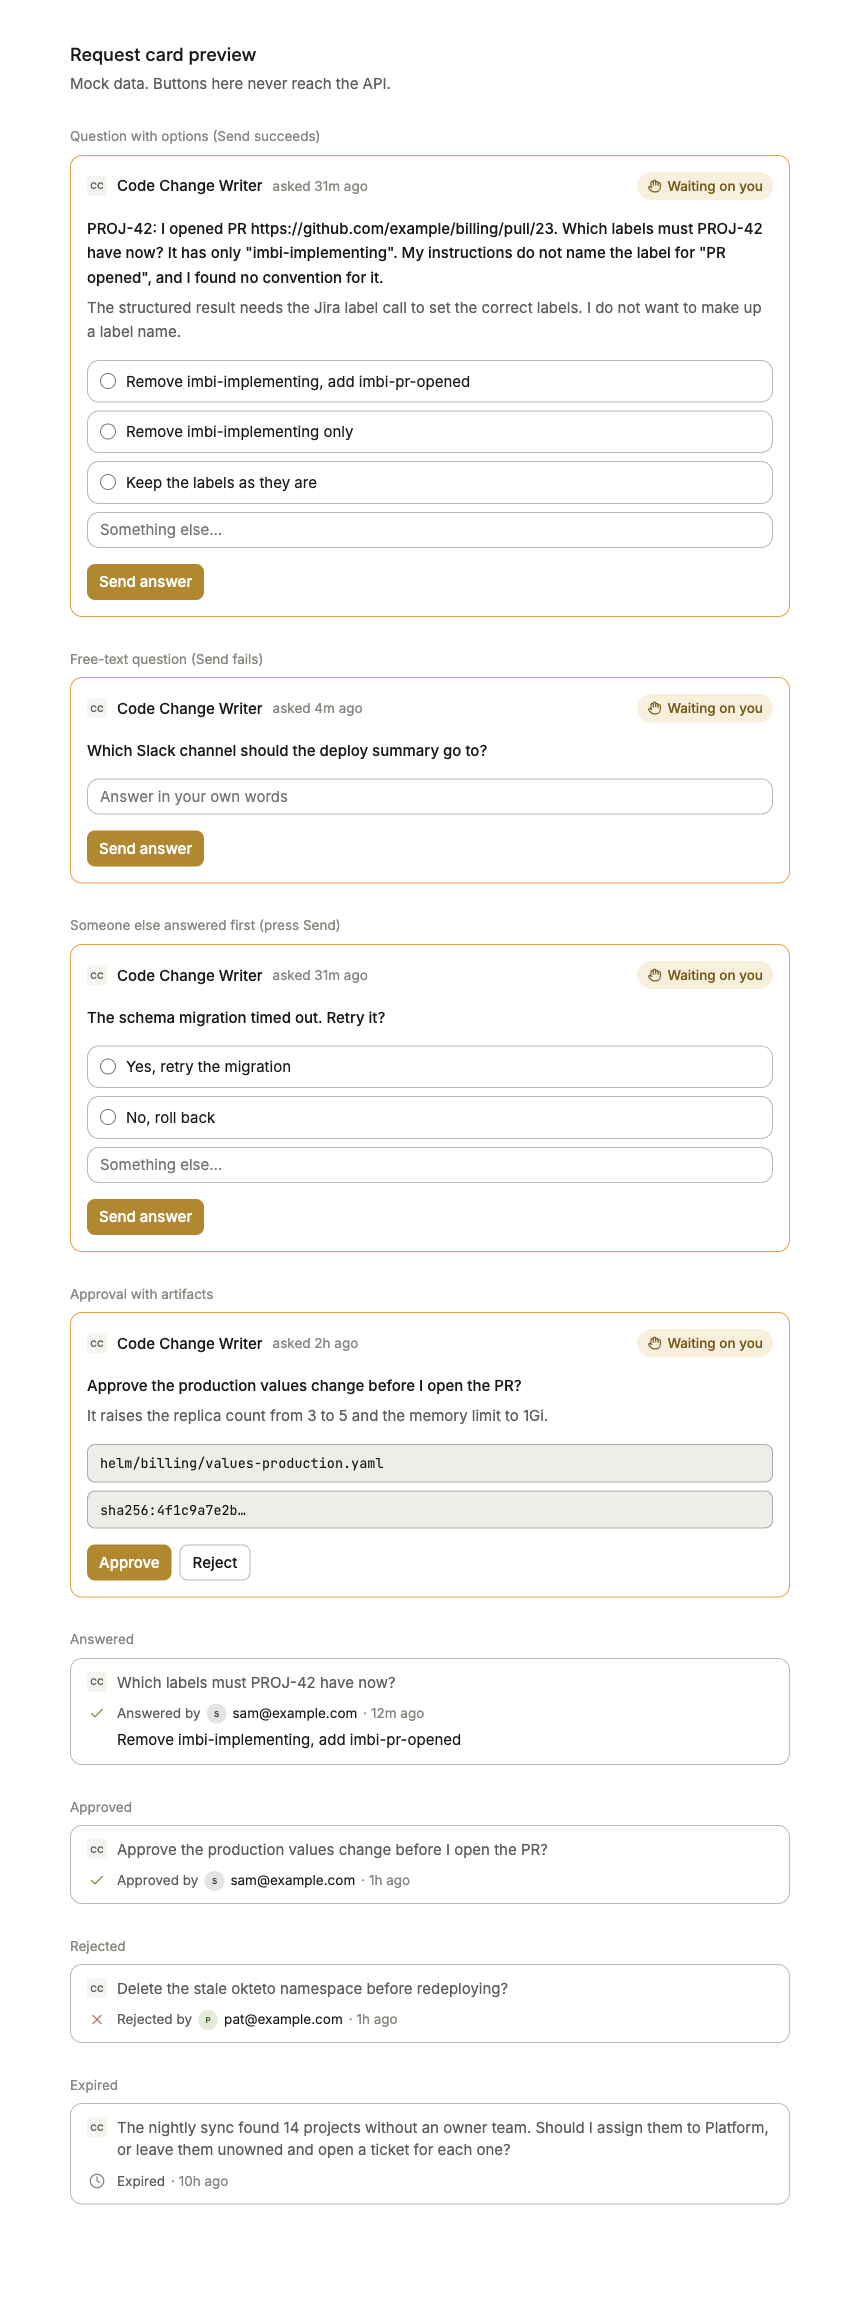 Request card preview
Mock data. Buttons here never reach the API.
Question with options (Send succeeds)
CC Code Change Writer asked 31m ago Waiting on you
PROJ-42: I opened PR https://github.com/example/billing/pull/23. Which labels must PROJ-42
have now? It has only "imbi-implementing". My instructions do not name the label for "PR
opened", and I found no convention for it.
The structured result needs the Jira label call to set the correct labels. I do not want to make up
a label name.
Remove imbi-implementing, add imbi-pr-opened
Remove imbi-implementing only
Keep the labels as they are
Something else...
Send answer
Free-text question (Send fails)
CC Code Change Writer asked 4m ago Waiting on you
Which Slack channel should the deploy summary go to?
Answer in your own words
Send answer
Someone else answered first (press Send)
CC Code Change Writer asked 31m ago Waiting on you
The schema migration timed out. Retry it?
Yes, retry the migration
No, roll back
Something else...
Send answer
Approval with artifacts
CC Code Change Writer asked 2h ago Waiting on you
Approve the production values change before I open the PR?
It raises the replica count from 3 to 5 and the memory limit to 1Gi.
helm/billing/values-production.yaml
sha256:4f1c9a7e2b…
Approve Reject
Answered
CC Which labels must PROJ-42 have now?
Answered by S sam@example.com · 12m ago
Remove imbi-implementing, add imbi-pr-opened
Approved
CC Approve the production values change before I open the PR?
Approved by S sam@example.com · 1h ago
Rejected
CC Delete the stale okteto namespace before redeploying?
Rejected by P pat@example.com · 1h ago
Expired
CC The nightly sync found 14 projects without an owner team. Should I assign them to Platform,
or leave them unowned and open a ticket for each one?
Expired · 10h ago